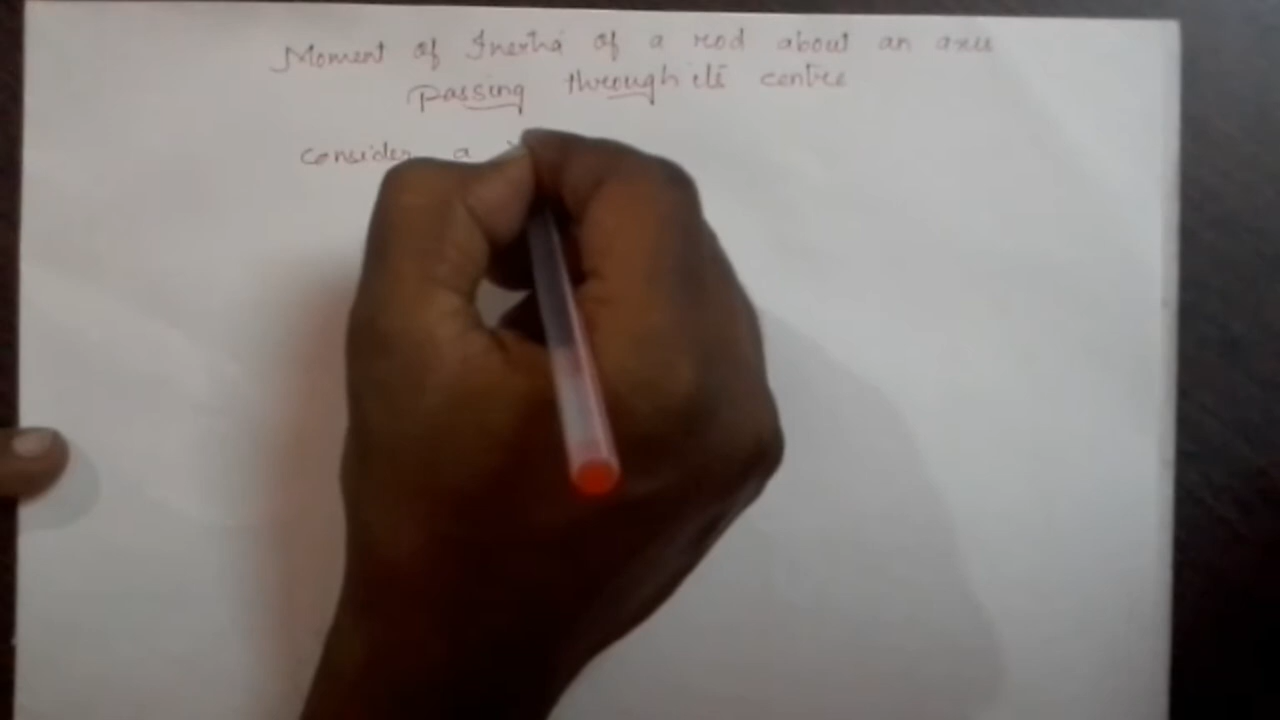 Moment of Inertia of a rod about an axis
Passing through its centre
consider a